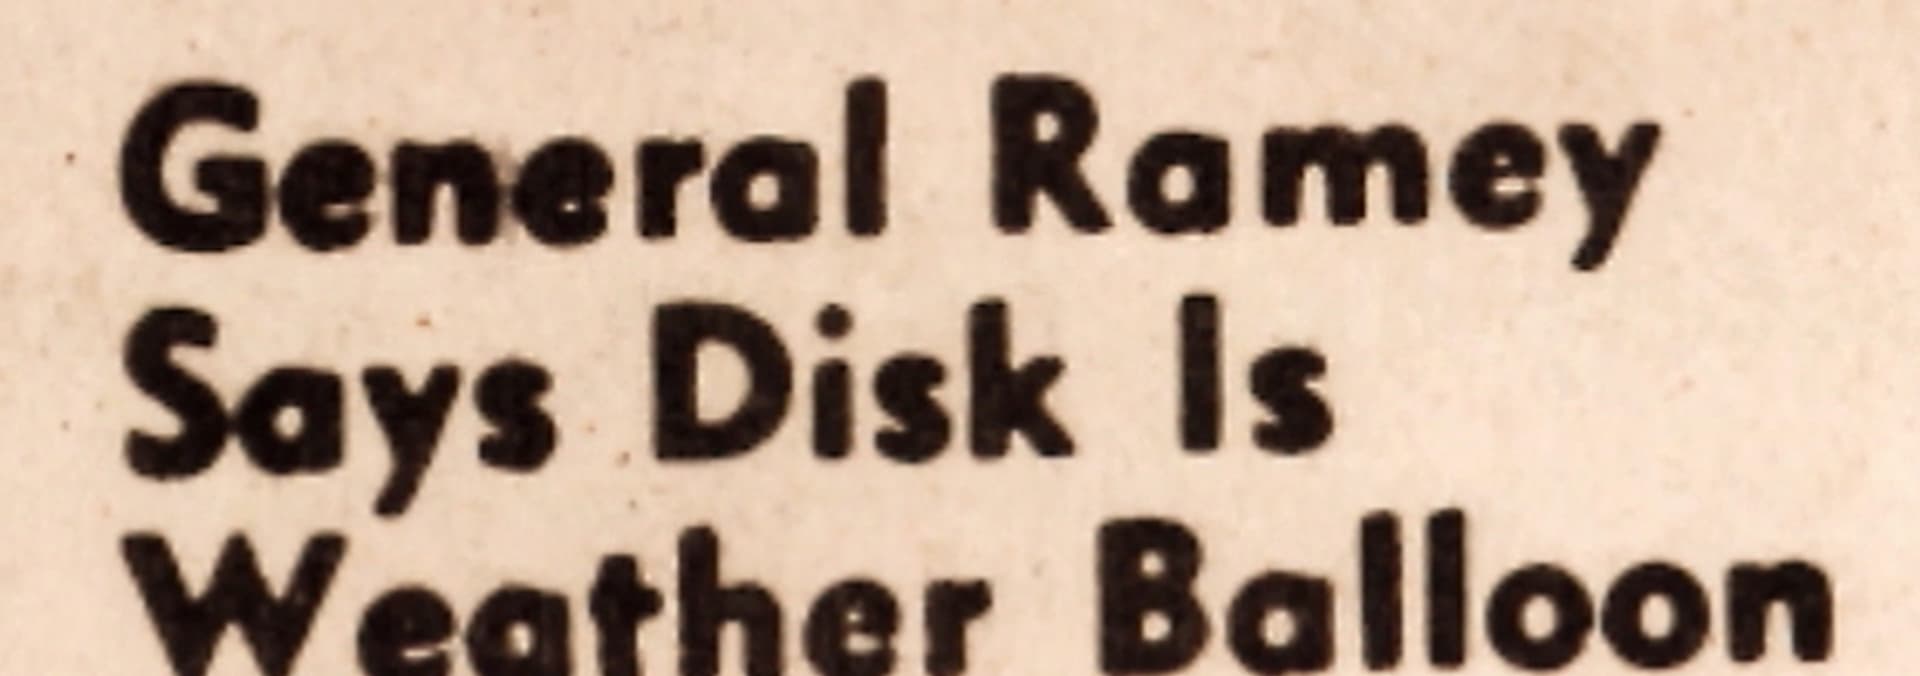 General Ramey
Says Disk Is
Weather Balloon